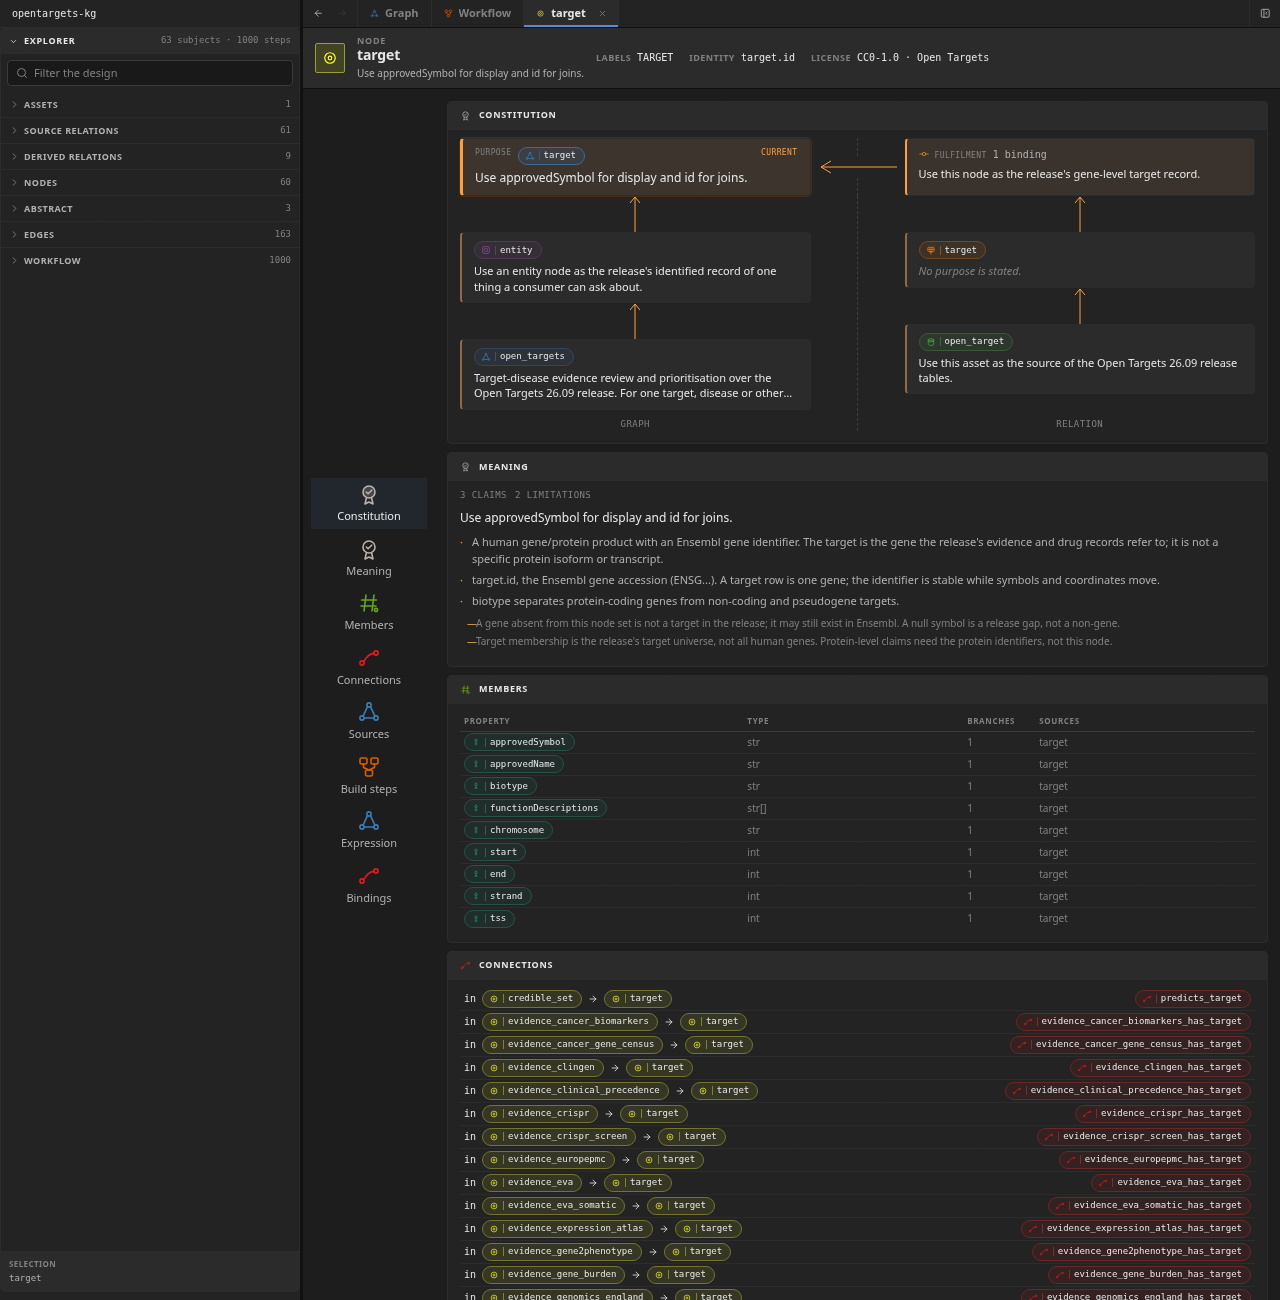 opentargets-kg
EXPLORER 63 subjects · 1000 steps
Filter the design
ASSETS 1
SOURCE RELATIONS 61
DERIVED RELATIONS 9
NODES 60
ABSTRACT 3
EDGES 163
WORKFLOW 1000
SELECTION
target
Graph Workflow target
NODE
target
Use approvedSymbol for display and id for joins.
LABELS TARGET IDENTITY target.id LICENSE CC0-1.0 · Open Targets
Constitution
Meaning
Members
Connections
Sources
Build steps
Expression
Bindings
CONSTITUTION
PURPOSE target CURRENT
Use approvedSymbol for display and id for joins.
FULFILMENT 1 binding
Use this node as the release's gene-level target record.
entity
Use an entity node as the release's identified record of one
thing a consumer can ask about.
target
No purpose is stated.
open_targets
Target-disease evidence review and prioritisation over the
Open Targets 26.09 release. For one target, disease or other...
open_target
Use this asset as the source of the Open Targets 26.09 release
tables.
GRAPH RELATION
MEANING
3 CLAIMS 2 LIMITATIONS
Use approvedSymbol for display and id for joins.
· A human gene/protein product with an Ensembl gene identifier. The target is the gene the release's evidence and drug records refer to; it is not a
specific protein isoform or transcript.
· target.id, the Ensembl gene accession (ENSG...). A target row is one gene; the identifier is stable while symbols and coordinates move.
· biotype separates protein-coding genes from non-coding and pseudogene targets.
—A gene absent from this node set is not a target in the release; it may still exist in Ensembl. A null symbol is a release gap, not a non-gene.
—Target membership is the release's target universe, not all human genes. Protein-level claims need the protein identifiers, not this node.
MEMBERS
PROPERTY TYPE BRANCHES SOURCES
approvedSymbol str 1 target
approvedName str 1 target
biotype str 1 target
functionDescriptions str[] 1 target
chromosome str 1 target
start int 1 target
end int 1 target
strand int 1 target
tss int 1 target
CONNECTIONS
in credible_set → target predicts_target
in evidence_cancer_biomarkers → target evidence_cancer_biomarkers_has_target
in evidence_cancer_gene_census → target evidence_cancer_gene_census_has_target
in evidence_clingen → target evidence_clingen_has_target
in evidence_clinical_precedence → target evidence_clinical_precedence_has_target
in evidence_crispr → target evidence_crispr_has_target
in evidence_crispr_screen → target evidence_crispr_screen_has_target
in evidence_europepmc → target evidence_europepmc_has_target
in evidence_eva → target evidence_eva_has_target
in evidence_eva_somatic → target evidence_eva_somatic_has_target
in evidence_expression_atlas → target evidence_expression_atlas_has_target
in evidence_gene2phenotype → target evidence_gene2phenotype_has_target
in evidence_gene_burden → target evidence_gene_burden_has_target
in evidence_genomics_england → target evidence_genomics_england_has_target